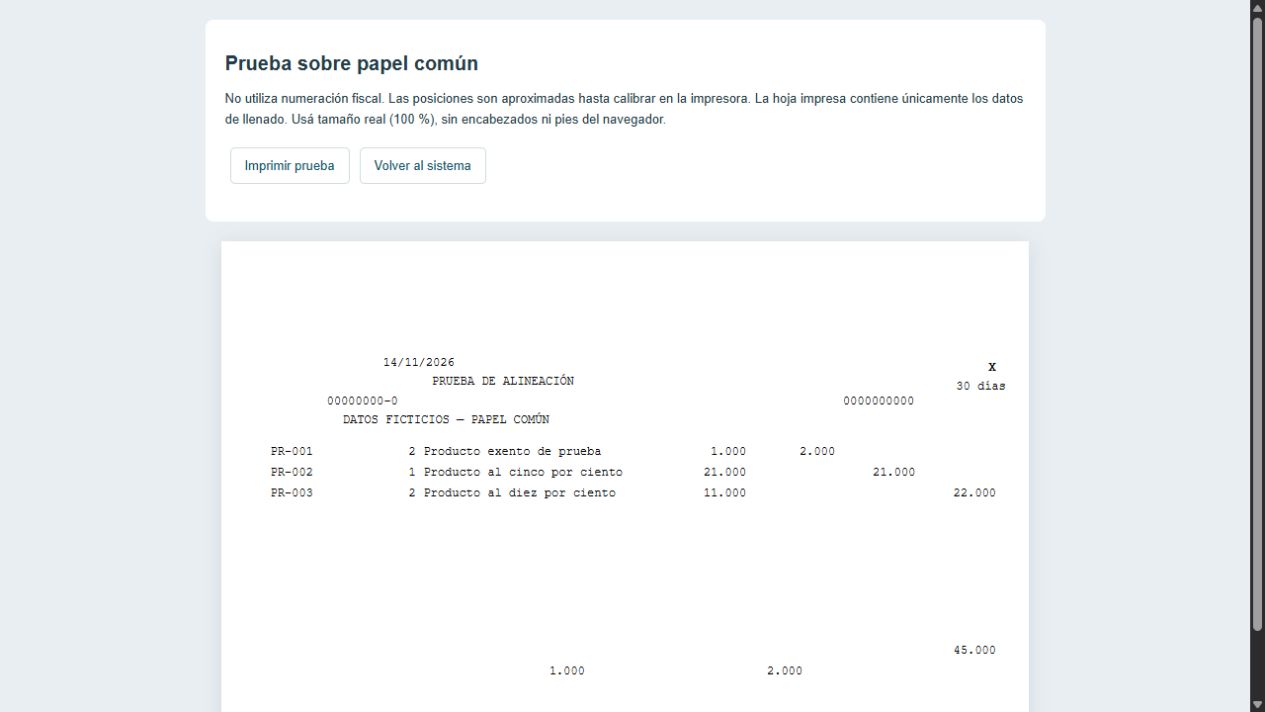 Prueba sobre papel común
No utiliza numeración fiscal. Las posiciones son aproximadas hasta calibrar en la impresora. La hoja impresa contiene únicamente los datos
de llenado. Usá tamaño real (100 %), sin encabezados ni pies del navegador.
Imprimir prueba Volver al sistema
14/11/2026 X
PRUEBA DE ALINEACIÓN 30 días
00000000-0 0000000000
DATOS FICTICIOS — PAPEL COMÚN
PR-001 2 Producto exento de prueba 1.000 2.000
PR-002 1 Producto al cinco por ciento 21.000 21.000
PR-003 2 Producto al diez por ciento 11.000 22.000
45.000
1.000 2.000